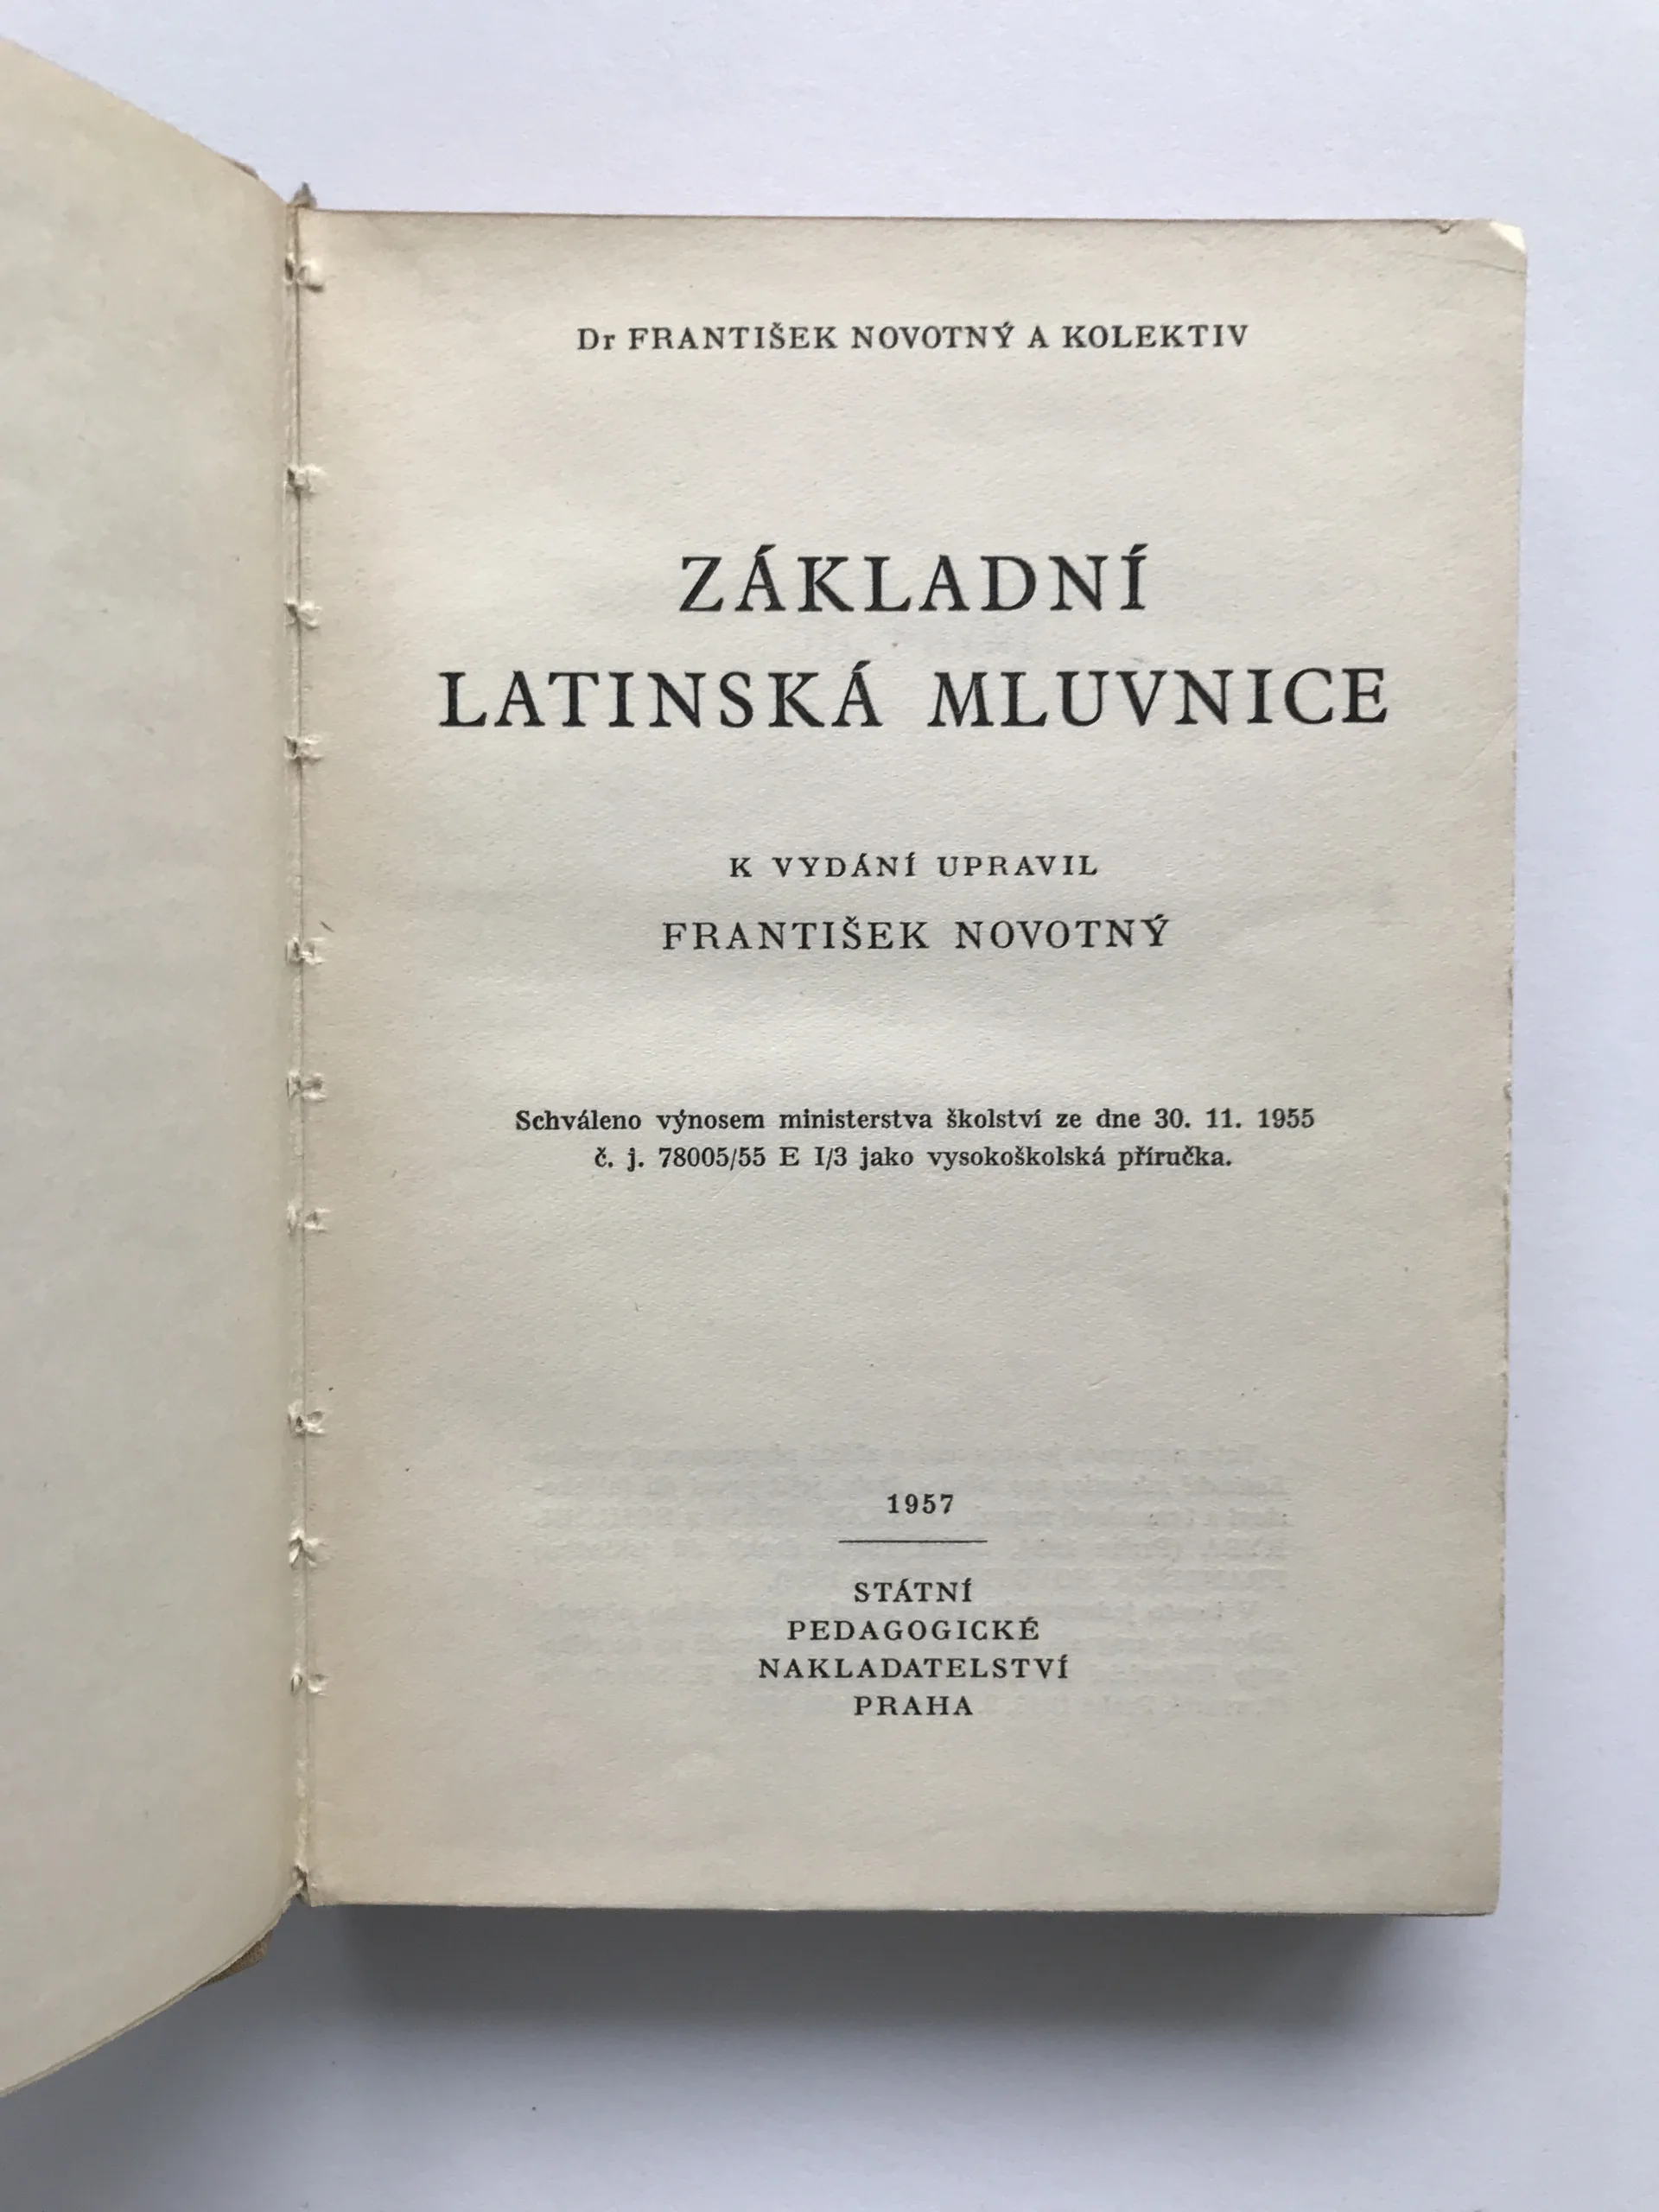 Dr FRANTIŠEK NOVOTNÝ A KOLEKTIV
ZÁKLADNÍ
LATINSKÁ MLUVNICE
K VYDÁNÍ UPRAVIL
FRANTIŠEK NOVOTNÝ
Schváleno výnosem ministerstva školství ze dne 30. 11. 1955
č. j. 78005/55 E I/3 jako vysokoškolská příručka.
1957
STÁTNÍ
PEDAGOGICKÉ
NAKLADATELSTVÍ
PRAHA